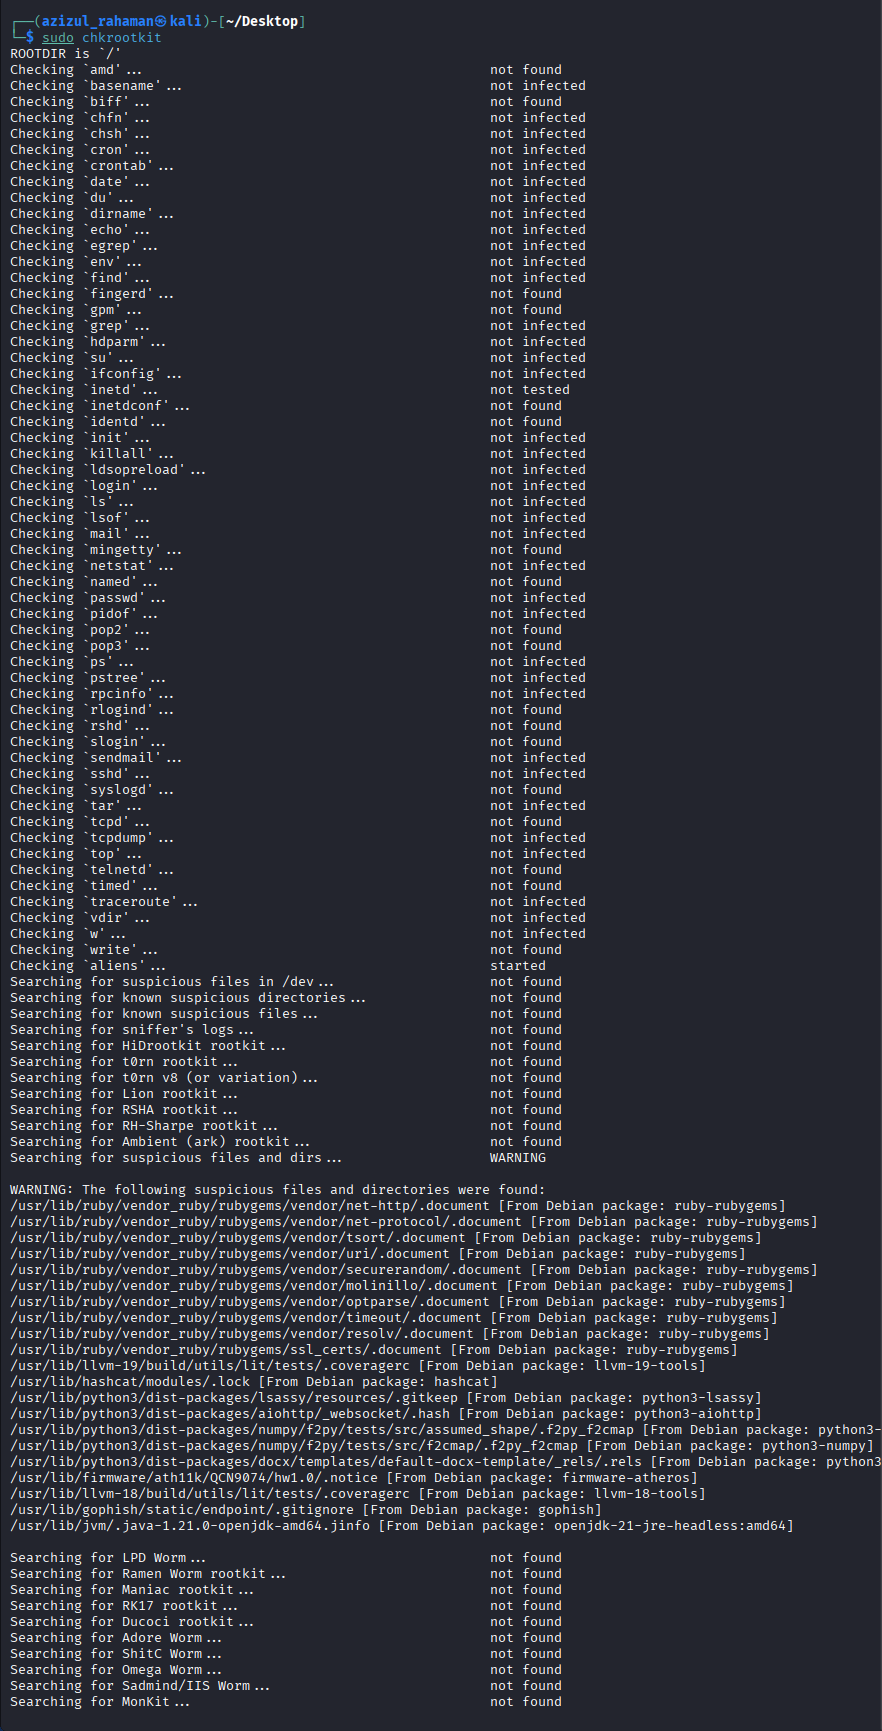 ┌──(azizul_rahaman㉿kali)-[~/Desktop]
└─$ sudo chkrootkit
ROOTDIR is `/'
Checking `amd'... not found
Checking `basename'... not infected
Checking `biff'... not found
Checking `chfn'... not infected
Checking `chsh'... not infected
Checking `cron'... not infected
Checking `crontab'... not infected
Checking `date'... not infected
Checking `du'... not infected
Checking `dirname'... not infected
Checking `echo'... not infected
Checking `egrep'... not infected
Checking `env'... not infected
Checking `find'... not infected
Checking `fingerd'... not found
Checking `gpm'... not found
Checking `grep'... not infected
Checking `hdparm'... not infected
Checking `su'... not infected
Checking `ifconfig'... not infected
Checking `inetd'... not tested
Checking `inetdconf'... not found
Checking `identd'... not found
Checking `init'... not infected
Checking `killall'... not infected
Checking `ldsopreload'... not infected
Checking `login'... not infected
Checking `ls'... not infected
Checking `lsof'... not infected
Checking `mail'... not infected
Checking `mingetty'... not found
Checking `netstat'... not infected
Checking `named'... not found
Checking `passwd'... not infected
Checking `pidof'... not infected
Checking `pop2'... not found
Checking `pop3'... not found
Checking `ps'... not infected
Checking `pstree'... not infected
Checking `rpcinfo'... not infected
Checking `rlogind'... not found
Checking `rshd'... not found
Checking `slogin'... not found
Checking `sendmail'... not infected
Checking `sshd'... not infected
Checking `syslogd'... not found
Checking `tar'... not infected
Checking `tcpd'... not found
Checking `tcpdump'... not infected
Checking `top'... not infected
Checking `telnetd'... not found
Checking `timed'... not found
Checking `traceroute'... not infected
Checking `vdir'... not infected
Checking `w'... not infected
Checking `write'... not found
Checking `aliens'... started
Searching for suspicious files in /dev... not found
Searching for known suspicious directories... not found
Searching for known suspicious files... not found
Searching for sniffer's logs... not found
Searching for HiDrootkit rootkit... not found
Searching for t0rn rootkit... not found
Searching for t0rn v8 (or variation)... not found
Searching for Lion rootkit... not found
Searching for RSHA rootkit... not found
Searching for RH-Sharpe rootkit... not found
Searching for Ambient (ark) rootkit... not found
Searching for suspicious files and dirs... WARNING
WARNING: The following suspicious files and directories were found:
/usr/lib/ruby/vendor_ruby/rubygems/vendor/net-http/.document [From Debian package: ruby-rubygems]
/usr/lib/ruby/vendor_ruby/rubygems/vendor/net-protocol/.document [From Debian package: ruby-rubygems]
/usr/lib/ruby/vendor_ruby/rubygems/vendor/tsort/.document [From Debian package: ruby-rubygems]
/usr/lib/ruby/vendor_ruby/rubygems/vendor/uri/.document [From Debian package: ruby-rubygems]
/usr/lib/ruby/vendor_ruby/rubygems/vendor/securerandom/.document [From Debian package: ruby-rubygems]
/usr/lib/ruby/vendor_ruby/rubygems/vendor/molinillo/.document [From Debian package: ruby-rubygems]
/usr/lib/ruby/vendor_ruby/rubygems/vendor/optparse/.document [From Debian package: ruby-rubygems]
/usr/lib/ruby/vendor_ruby/rubygems/vendor/timeout/.document [From Debian package: ruby-rubygems]
/usr/lib/ruby/vendor_ruby/rubygems/vendor/resolv/.document [From Debian package: ruby-rubygems]
/usr/lib/ruby/vendor_ruby/rubygems/ssl_certs/.document [From Debian package: ruby-rubygems]
/usr/lib/llvm-19/build/utils/lit/tests/.coveragerc [From Debian package: llvm-19-tools]
/usr/lib/hashcat/modules/.lock [From Debian package: hashcat]
/usr/lib/python3/dist-packages/lsassy/resources/.gitkeep [From Debian package: python3-lsassy]
/usr/lib/python3/dist-packages/aiohttp/_websocket/.hash [From Debian package: python3-aiohttp]
/usr/lib/python3/dist-packages/numpy/f2py/tests/src/assumed_shape/.f2py_f2cmap [From Debian package: python3-
/usr/lib/python3/dist-packages/numpy/f2py/tests/src/f2cmap/.f2py_f2cmap [From Debian package: python3-numpy]
/usr/lib/python3/dist-packages/docx/templates/default-docx-template/_rels/.rels [From Debian package: python3
/usr/lib/firmware/ath11k/QCN9074/hw1.0/.notice [From Debian package: firmware-atheros]
/usr/lib/llvm-18/build/utils/lit/tests/.coveragerc [From Debian package: llvm-18-tools]
/usr/lib/gophish/static/endpoint/.gitignore [From Debian package: gophish]
/usr/lib/jvm/.java-1.21.0-openjdk-amd64.jinfo [From Debian package: openjdk-21-jre-headless:amd64]
Searching for LPD Worm... not found
Searching for Ramen Worm rootkit... not found
Searching for Maniac rootkit... not found
Searching for RK17 rootkit... not found
Searching for Ducoci rootkit... not found
Searching for Adore Worm... not found
Searching for ShitC Worm... not found
Searching for Omega Worm... not found
Searching for Sadmind/IIS Worm... not found
Searching for MonKit... not found